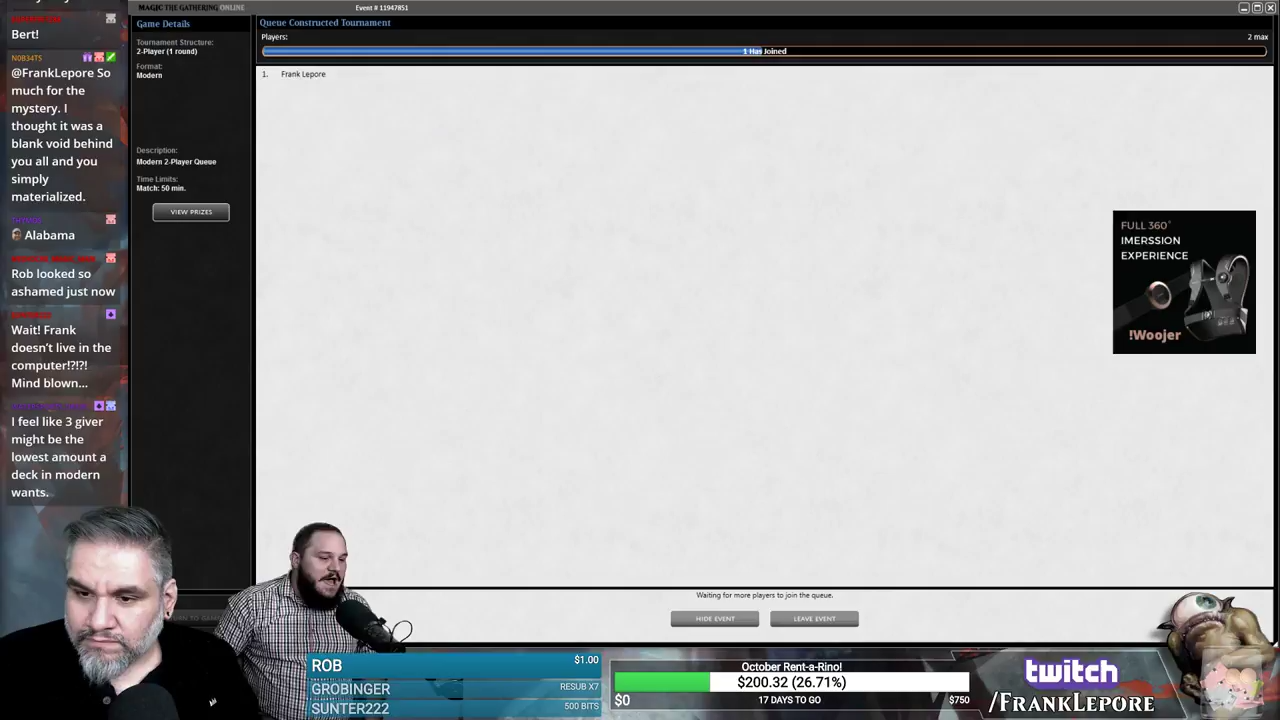 MAGIC THE GATHERING ONLINE
Event # 11947851
Game Details
Tournament Structure:
2-Player (1 round)
Format:
Modern
Description:
Modern 2-Player Queue
Time Limits:
Match: 50 min.
VIEW PRIZES
Queue Constructed Tournament
Players:
2 max
1 Has Joined
1. Frank Lepore
Bert!
N0B34TS
@FrankLepore So
much for the
mystery. I
thought it was a
blank void behind
you all and you
simply
materialized.
Alabama
Rob looked so
ashamed just now
Wait! Frank
doesn't live in the
computer!?!?!
Mind blown...
I feel like 3 giver
might be the
lowest amount a
deck in modern
wants.
FULL 360°
IMERSSION
EXPERIENCE
!Woojer
Waiting for more players to join the queue.
HIDE EVENT
LEAVE EVENT
ROB $1.00
GROBINGER RESUB X7
SUNTER222 500 BITS
October Rent-a-Rino!
$200.32 (26.71%)
$0 17 DAYS TO GO $750
twitch
/FRANKLEPORE